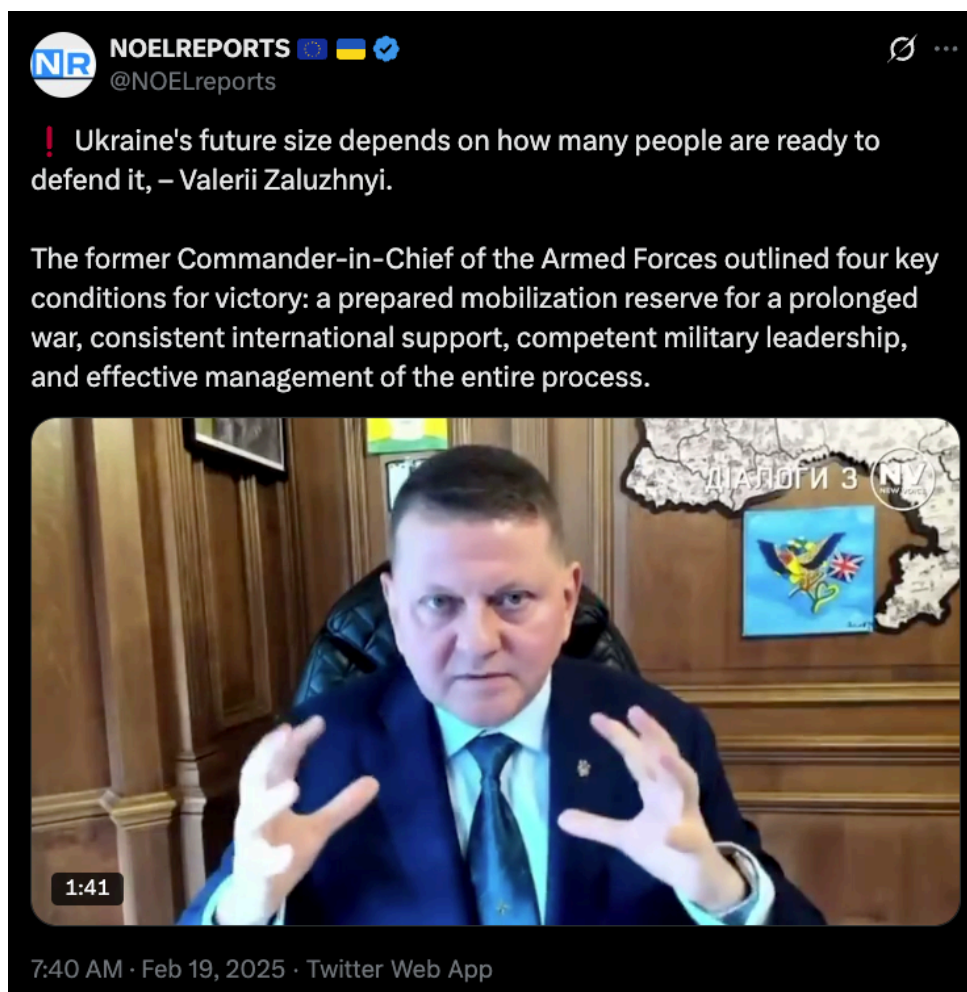 NR
NOELREPORTS 🇪🇺 🇺🇦
@NOELreports
❗ Ukraine's future size depends on how many people are ready to
defend it, – Valerii Zaluzhnyi.
The former Commander-in-Chief of the Armed Forces outlined four key
conditions for victory: a prepared mobilization reserve for a prolonged
war, consistent international support, competent military leadership,
and effective management of the entire process.
ДІАЛОГИ З NV
NEW VOICE
1:41
7:40 AM · Feb 19, 2025 · Twitter Web App